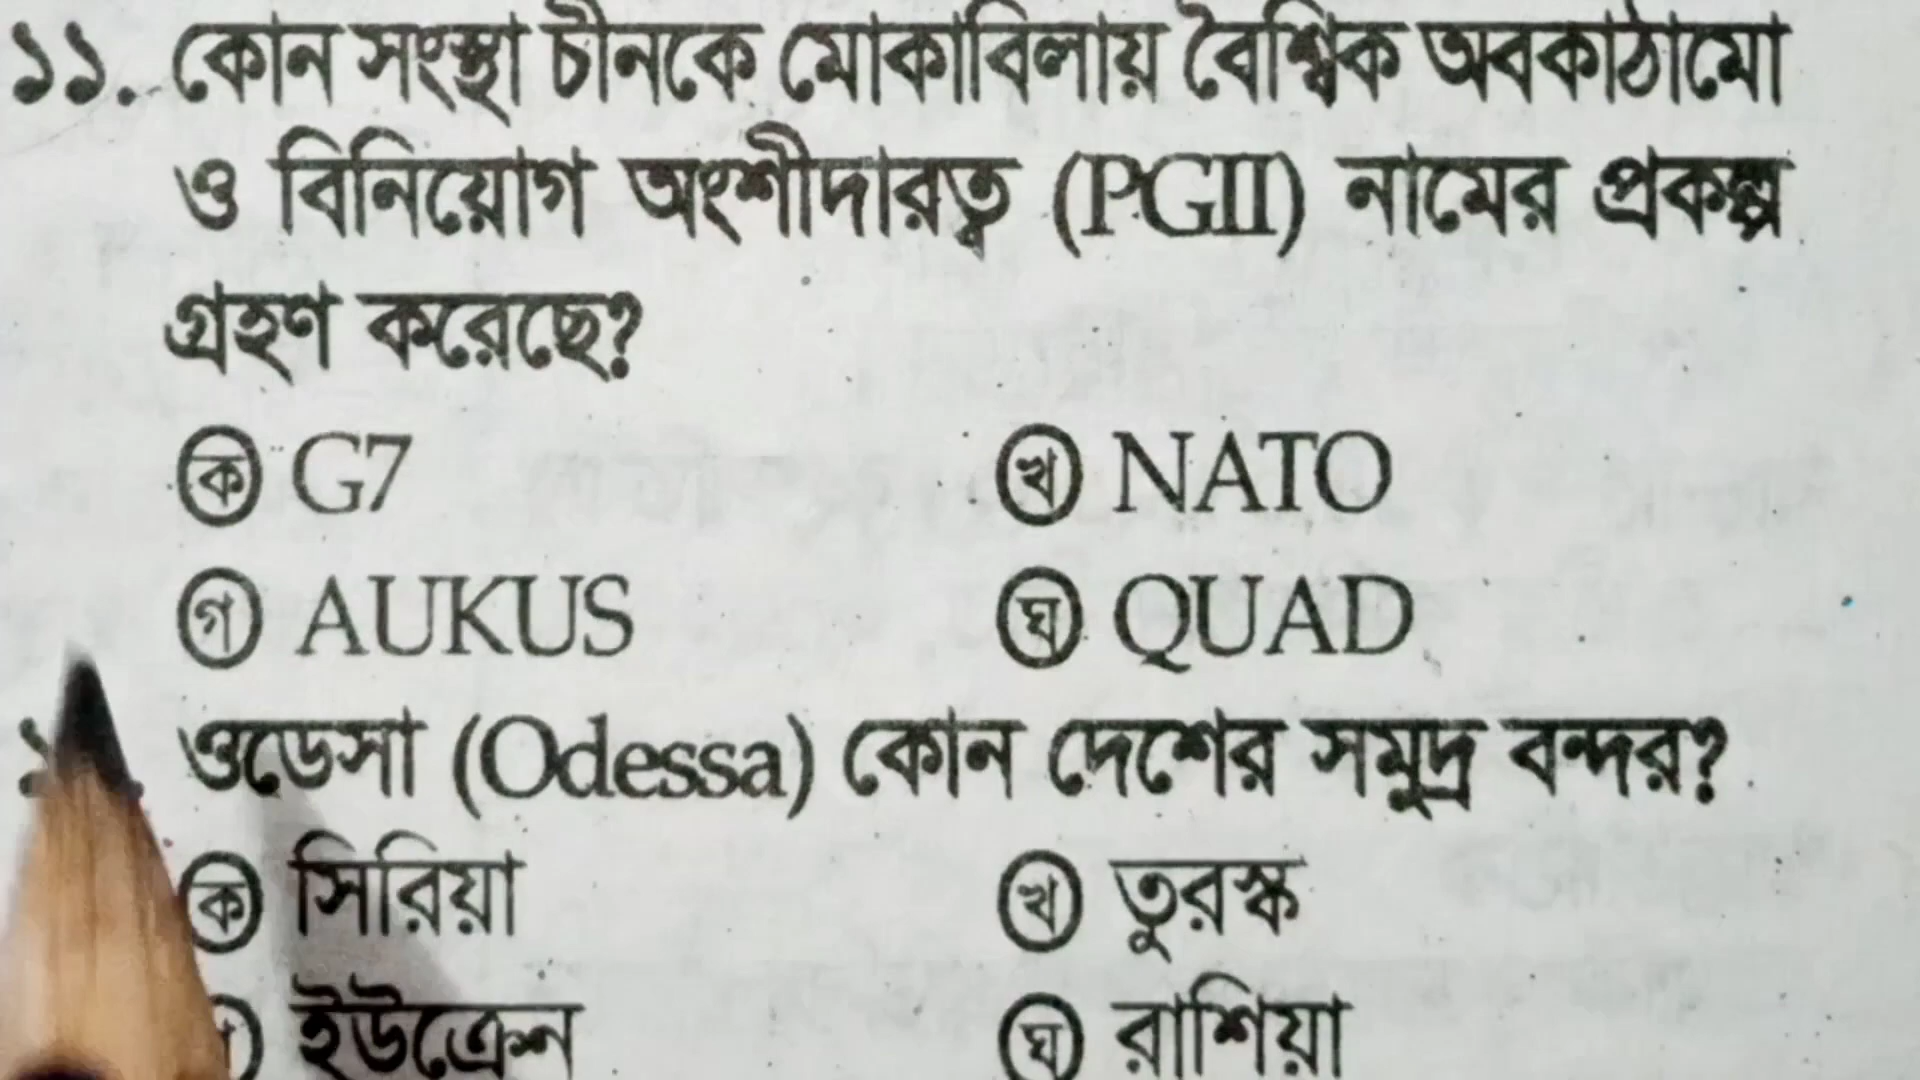 ১১. কোন সংস্থা চীনকে মোকাবিলায় বৈশ্বিক অবকাঠামো
ও বিনিয়োগ অংশীদারত্ব (PGII) নামের প্রকল্প
গ্রহণ করেছে?
ক G7 খ NATO
গ AUKUS ঘ QUAD
ওডেসা (Odessa) কোন দেশের সমুদ্র বন্দর?
ক সিরিয়া খ তুরস্ক
ইউক্রেন ঘ রাশিয়া